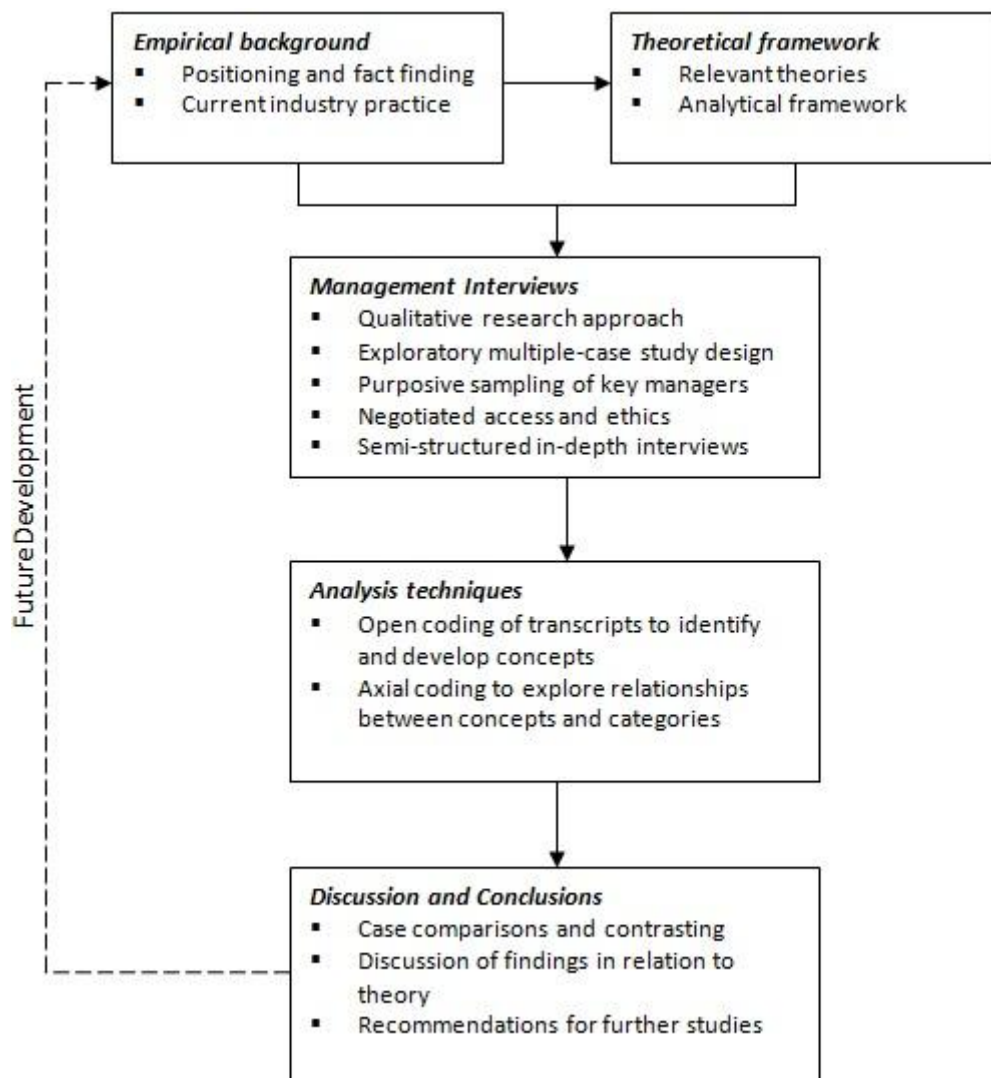 Empirical background
▪ Positioning and fact finding
▪ Current industry practice
Theoretical framework
▪ Relevant theories
▪ Analytical framework
Management Interviews
▪ Qualitative research approach
▪ Exploratory multiple-case study design
▪ Purposive sampling of key managers
▪ Negotiated access and ethics
▪ Semi-structured in-depth interviews
Analysis techniques
▪ Open coding of transcripts to identify
and develop concepts
▪ Axial coding to explore relationships
between concepts and categories
Discussion and Conclusions
▪ Case comparisons and contrasting
▪ Discussion of findings in relation to
theory
▪ Recommendations for further studies
Future Development